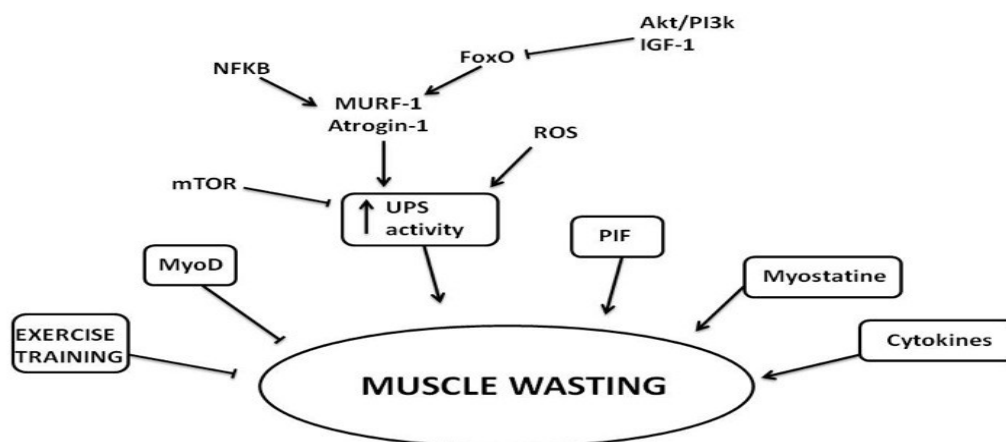 Akt/PI3k
IGF-1
FoxO
NFKB
MURF-1
Atrogin-1
ROS
mTOR
UPS
activity
PIF
MyoD
Myostatine
EXERCISE
TRAINING
Cytokines
MUSCLE WASTING